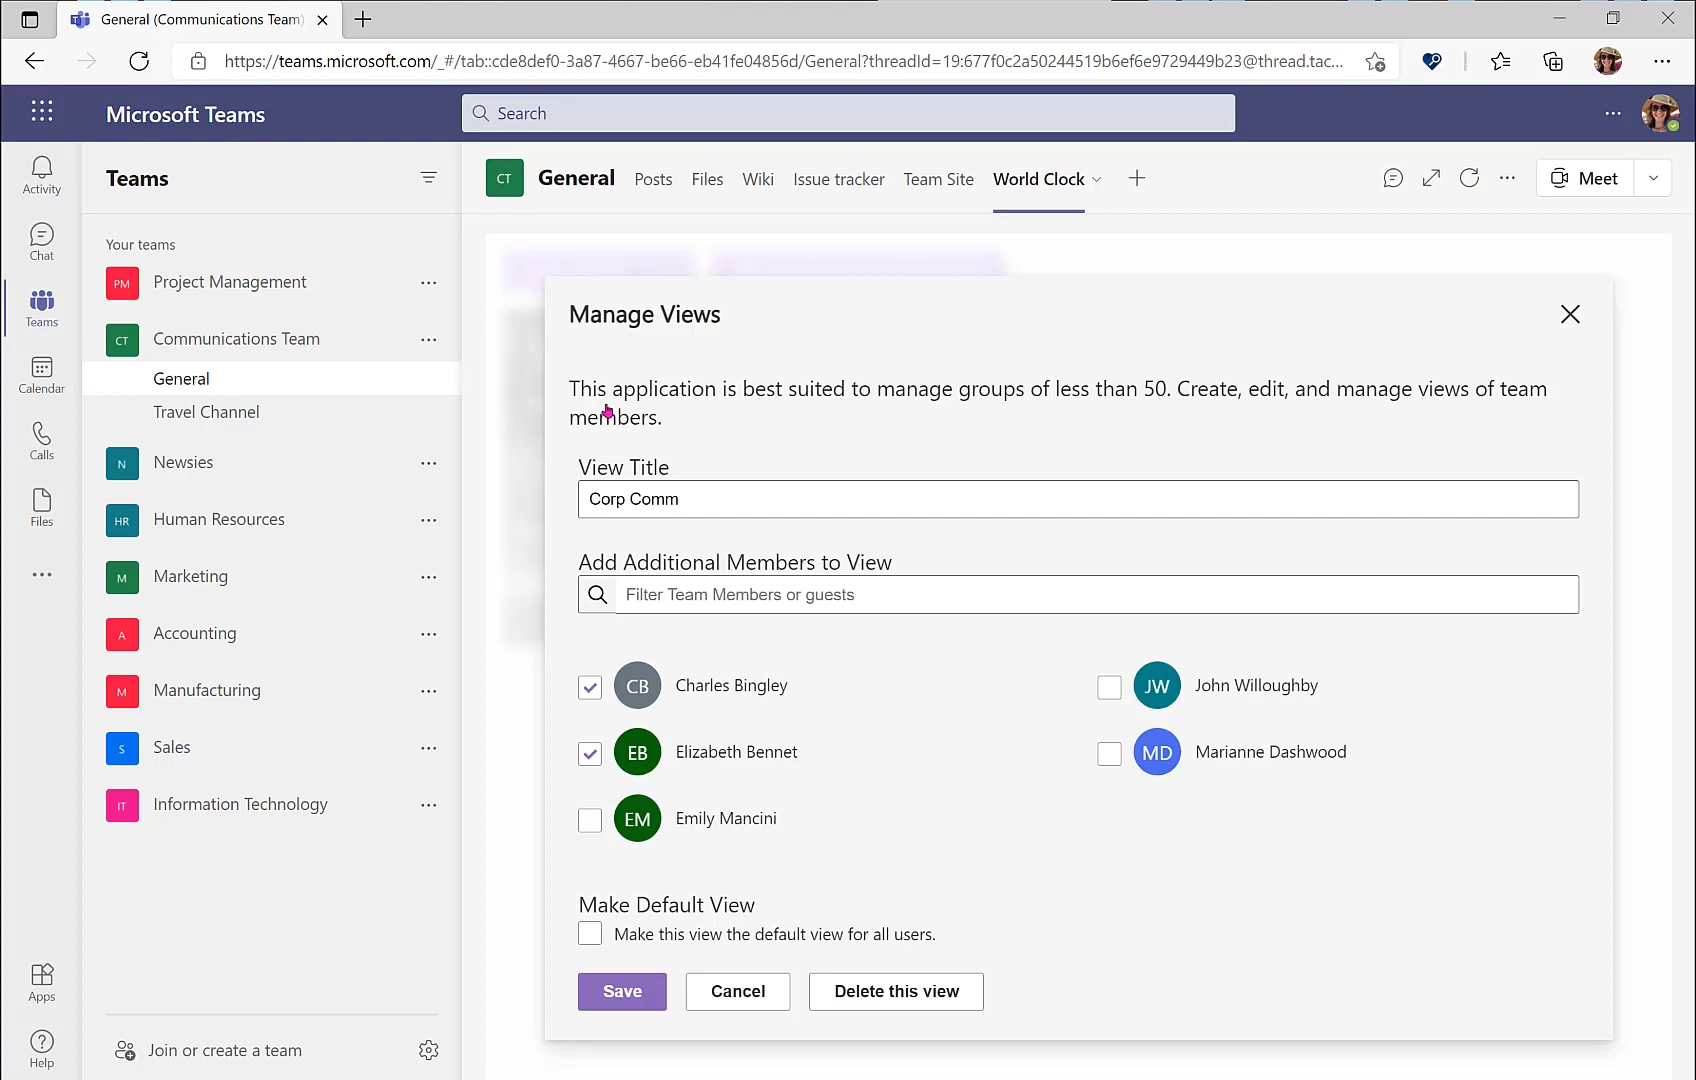 General (Communications Team)
https://teams.microsoft.com/_#/tab::cde8def0-3a87-4667-be66-eb41fe04856d/General?threadId=19:677f0c2a50244519b6ef6e9729449b23@thread.tac...
Microsoft Teams
Search
Activity
Chat
Teams
Calendar
Calls
Files
Apps
Help
Teams
Your teams
PM Project Management
CT Communications Team
General
Travel Channel
N Newsies
HR Human Resources
M Marketing
A Accounting
M Manufacturing
S Sales
IT Information Technology
Join or create a team
CT General Posts Files Wiki Issue tracker Team Site World Clock Meet
Manage Views
This application is best suited to manage groups of less than 50. Create, edit, and manage views of team
members.
View Title
Corp Comm
Add Additional Members to View
Filter Team Members or guests
CB Charles Bingley
JW John Willoughby
EB Elizabeth Bennet
MD Marianne Dashwood
EM Emily Mancini
Make Default View
Make this view the default view for all users.
Save Cancel Delete this view